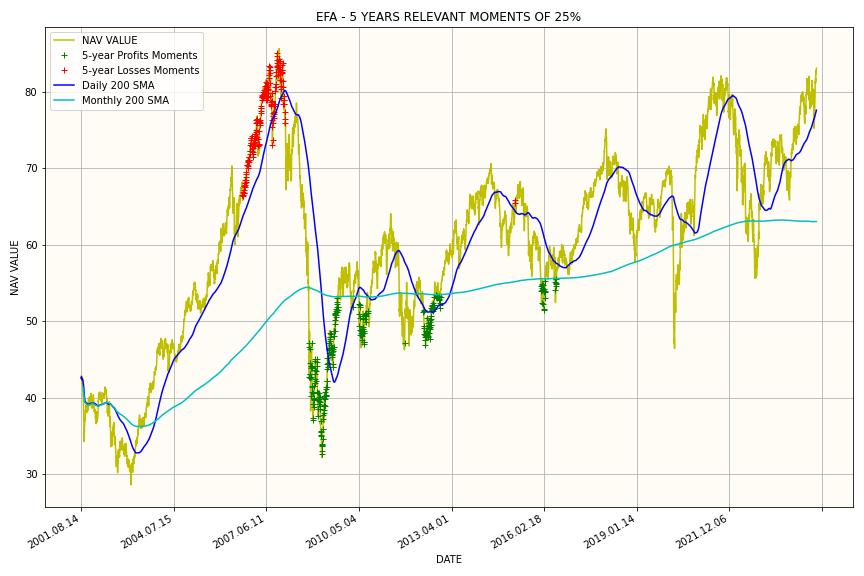 EFA - 5 YEARS RELEVANT MOMENTS OF 25%
NAV VALUE
5-year Profits Moments
5-year Losses Moments
Daily 200 SMA
Monthly 200 SMA
80
70
60
50
40
30
NAV VALUE
2001.08.14
2004.07.15
2007.06.11
2010.05.04
2013.04.01
2016.02.18
2019.01.14
2021.12.06
DATE